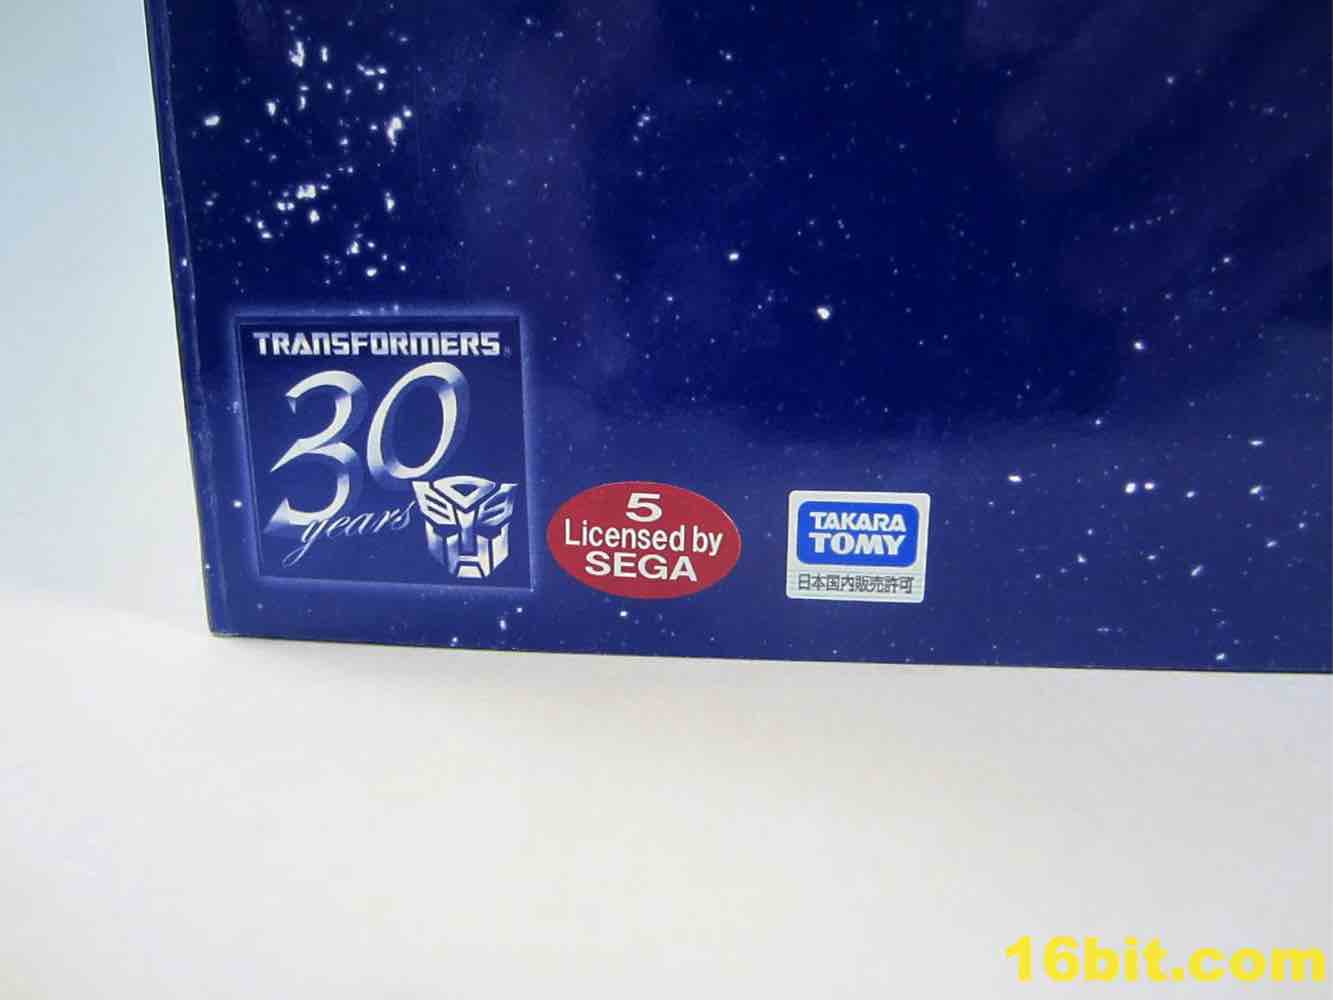 TRANSFORMERS®
30
years
5
Licensed by
SEGA
TAKARA
TOMY
日本国内販売許可
16bit.com